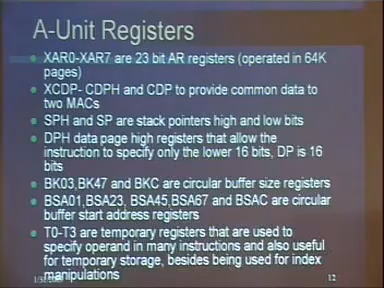 A-Unit Registers
XAR0-XAR7 are 23 bit AR registers (operated in 64K
pages)
XCDP- CDPH and CDP to provide common data to
two MACs
SPH and SP are stack pointers high and low bits
DPH data page high registers that allow the
instruction to specify only the lower 16 bits, DP is 16
bits
BK03,BK47 and BKC are circular buffer size registers
BSA01,BSA23, BSA45,BSA67 and BSAC are circular
buffer start address registers
T0-T3 are temporary registers that are used to
specify operand in many instructions and also useful
for temporary storage, besides being used for index
manipulations
12